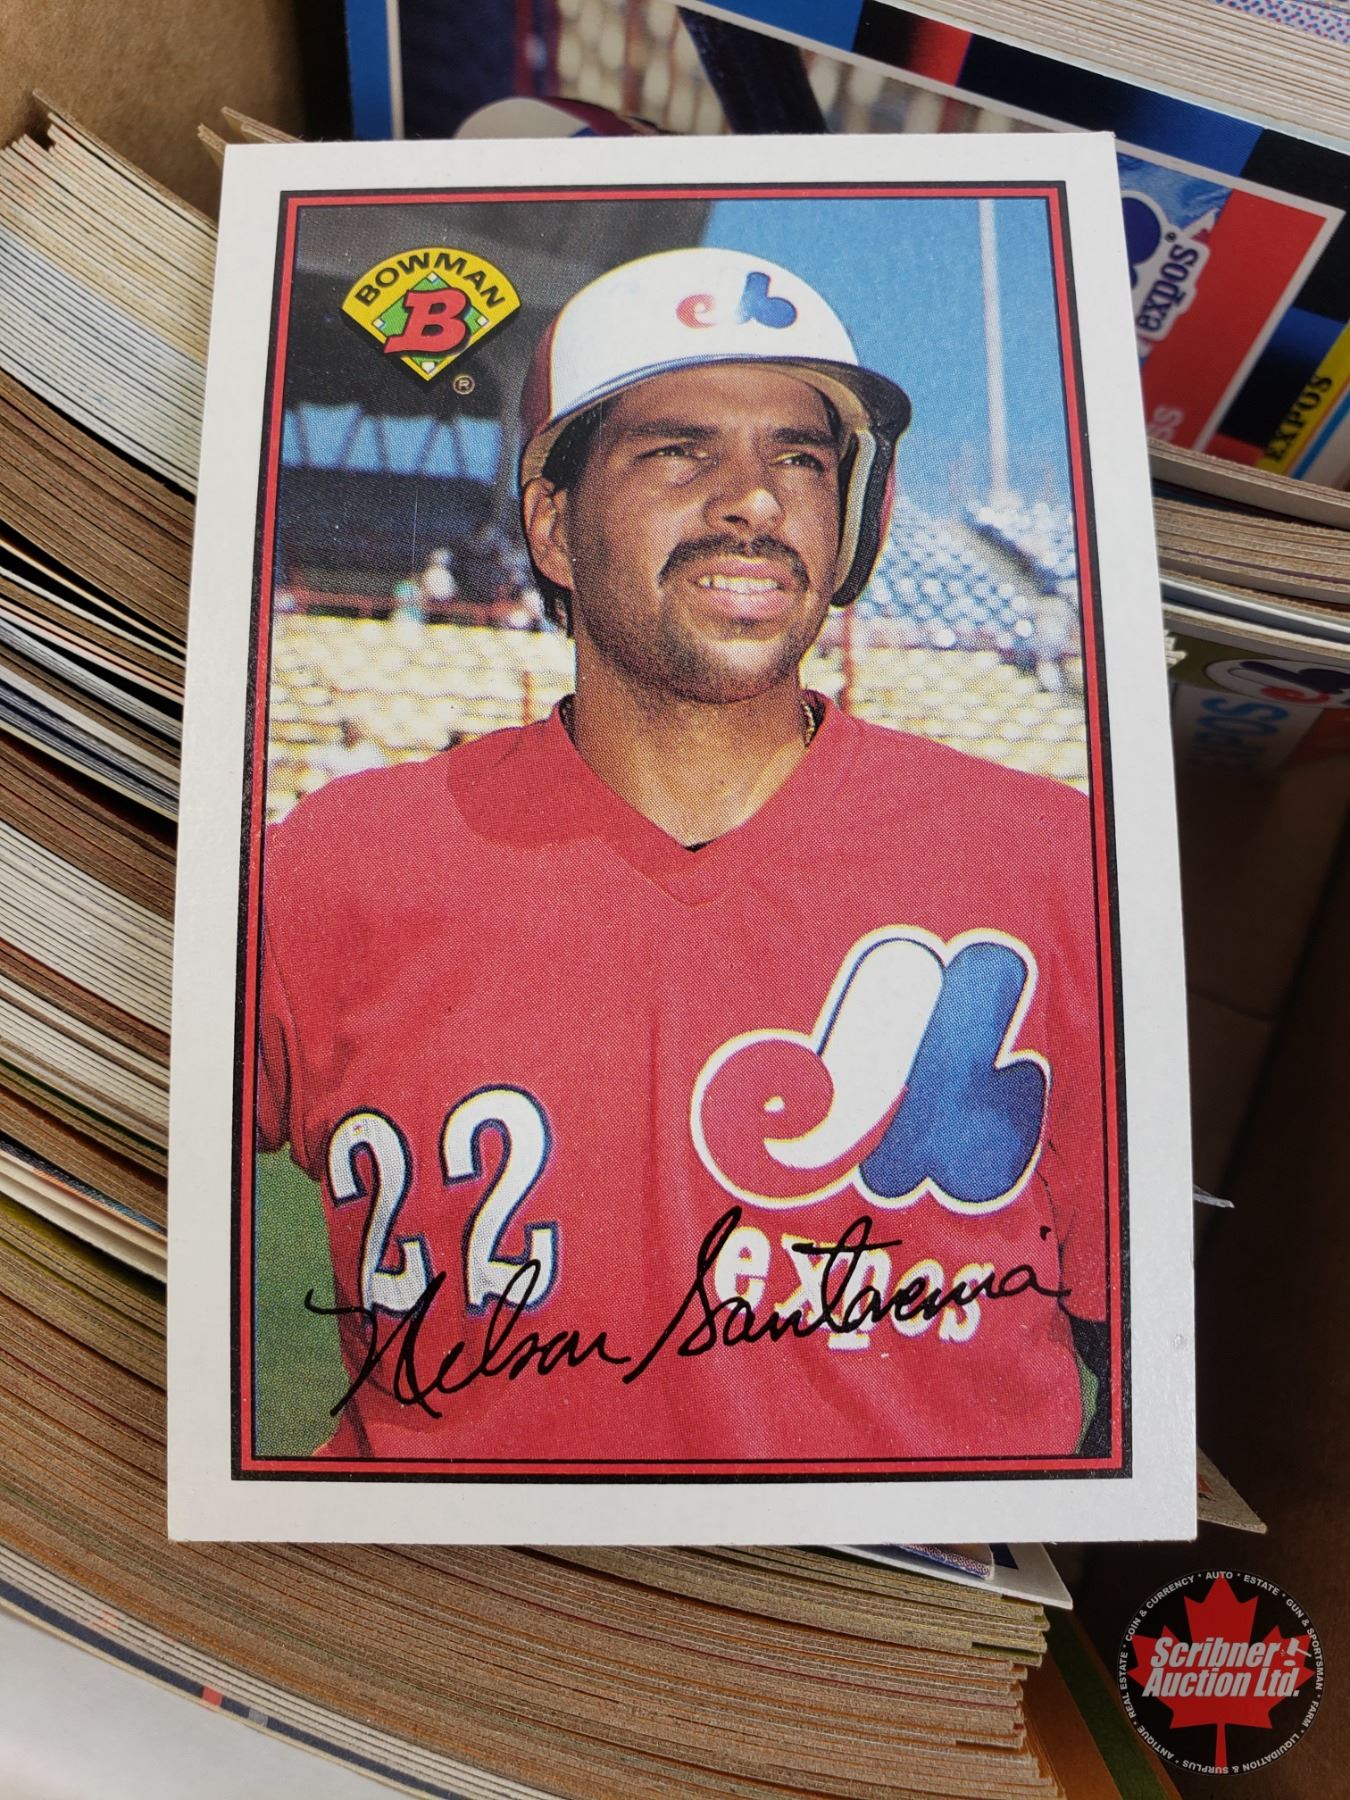 BOWMAN
B
®
expos
expos
EXPOS
22
expos
Nelson Santovenia
COIN & CURRENCY * AUTO * ESTATE * GUN & SPORTSMAN * FARM * LIQUIDATION & SURPLUS * ANTIQUE * REAL ESTATE *
Scribner!
Auction Ltd.